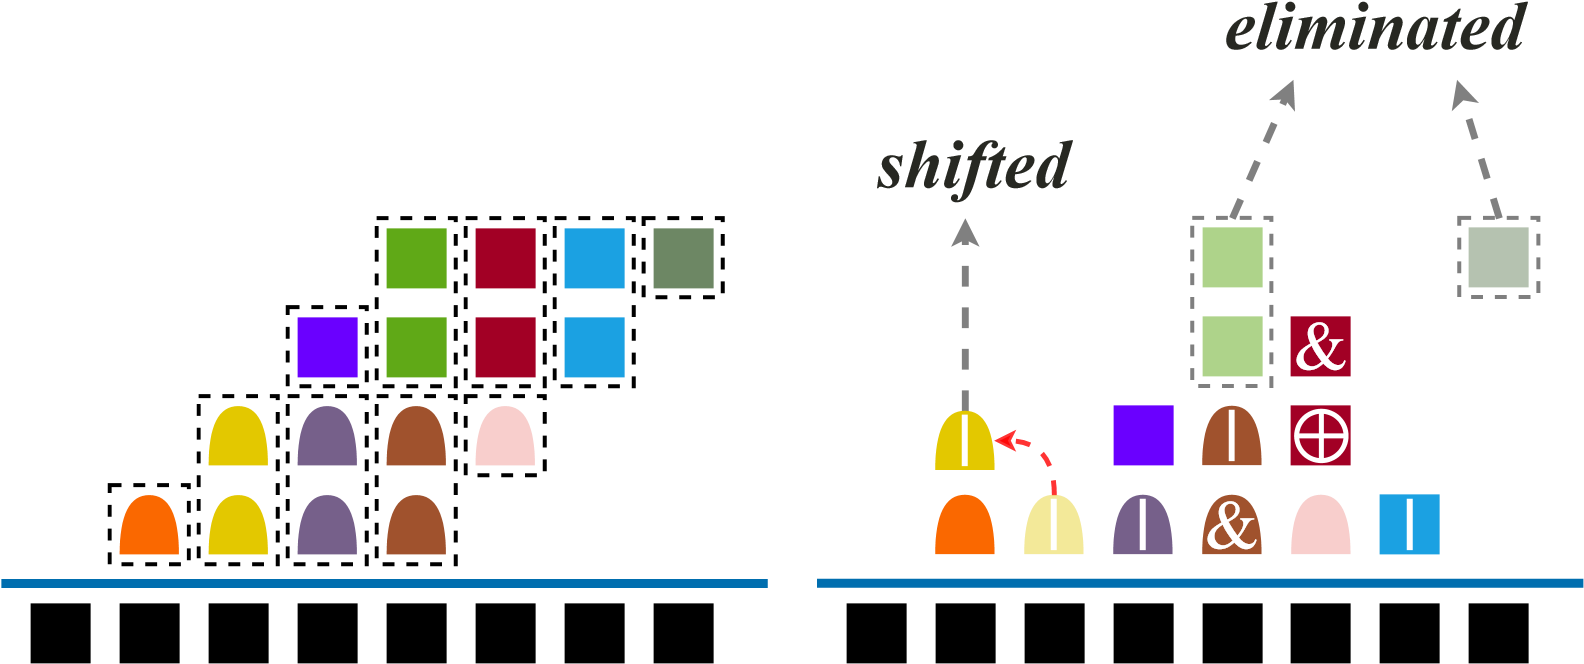 eliminated
shifted
&
| | ⊕
| | & |